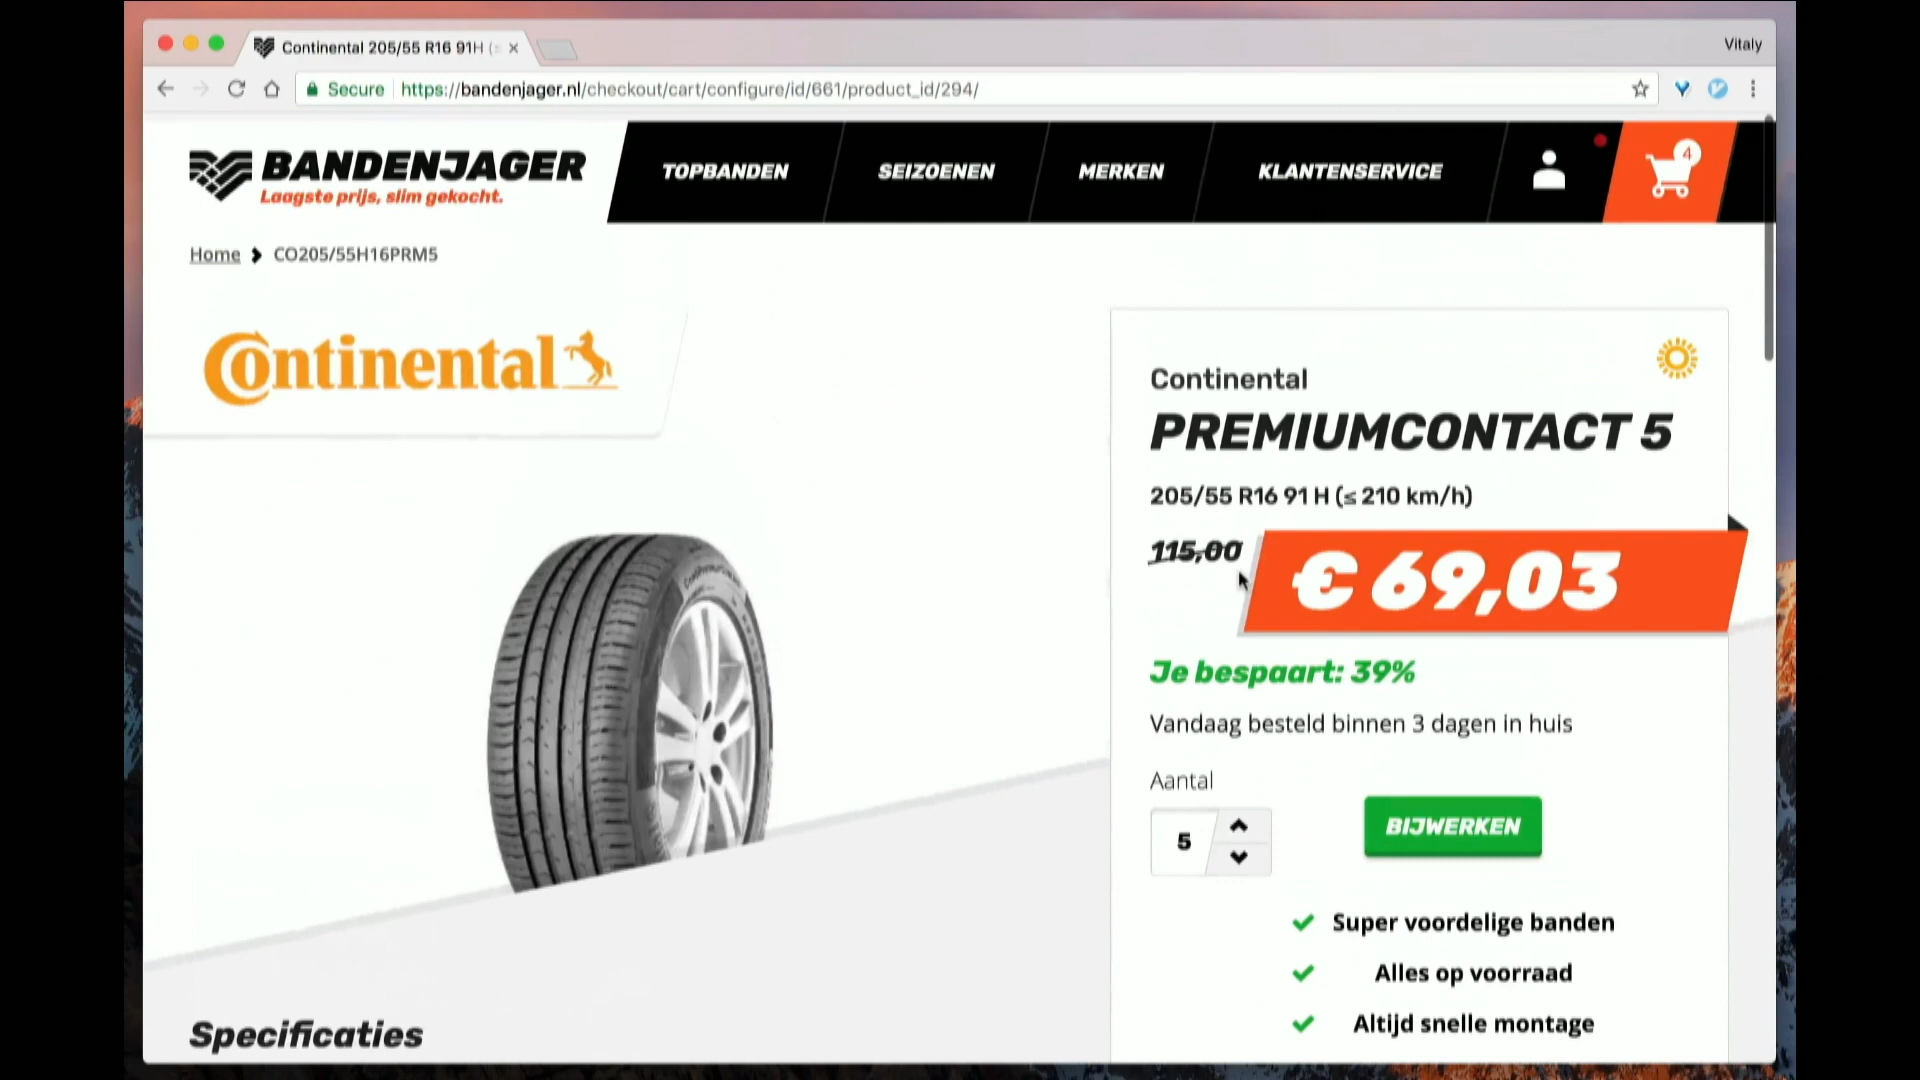 Continental 205/55 R16 91H (≤
Vitaly
Secure https://bandenjager.nl/checkout/cart/configure/id/661/product_id/294/
BANDENJAGER
Laagste prijs, slim gekocht.
TOPBANDEN
SEIZOENEN
MERKEN
KLANTENSERVICE
4
Home CO205/55H16PRM5
Continental
Continental
PREMIUMCONTACT 5
205/55 R16 91 H (≤ 210 km/h)
115,00
€ 69,03
Je bespaart: 39%
Vandaag besteld binnen 3 dagen in huis
Aantal
5
BIJWERKEN
Super voordelige banden
Alles op voorraad
Altijd snelle montage
Specificaties